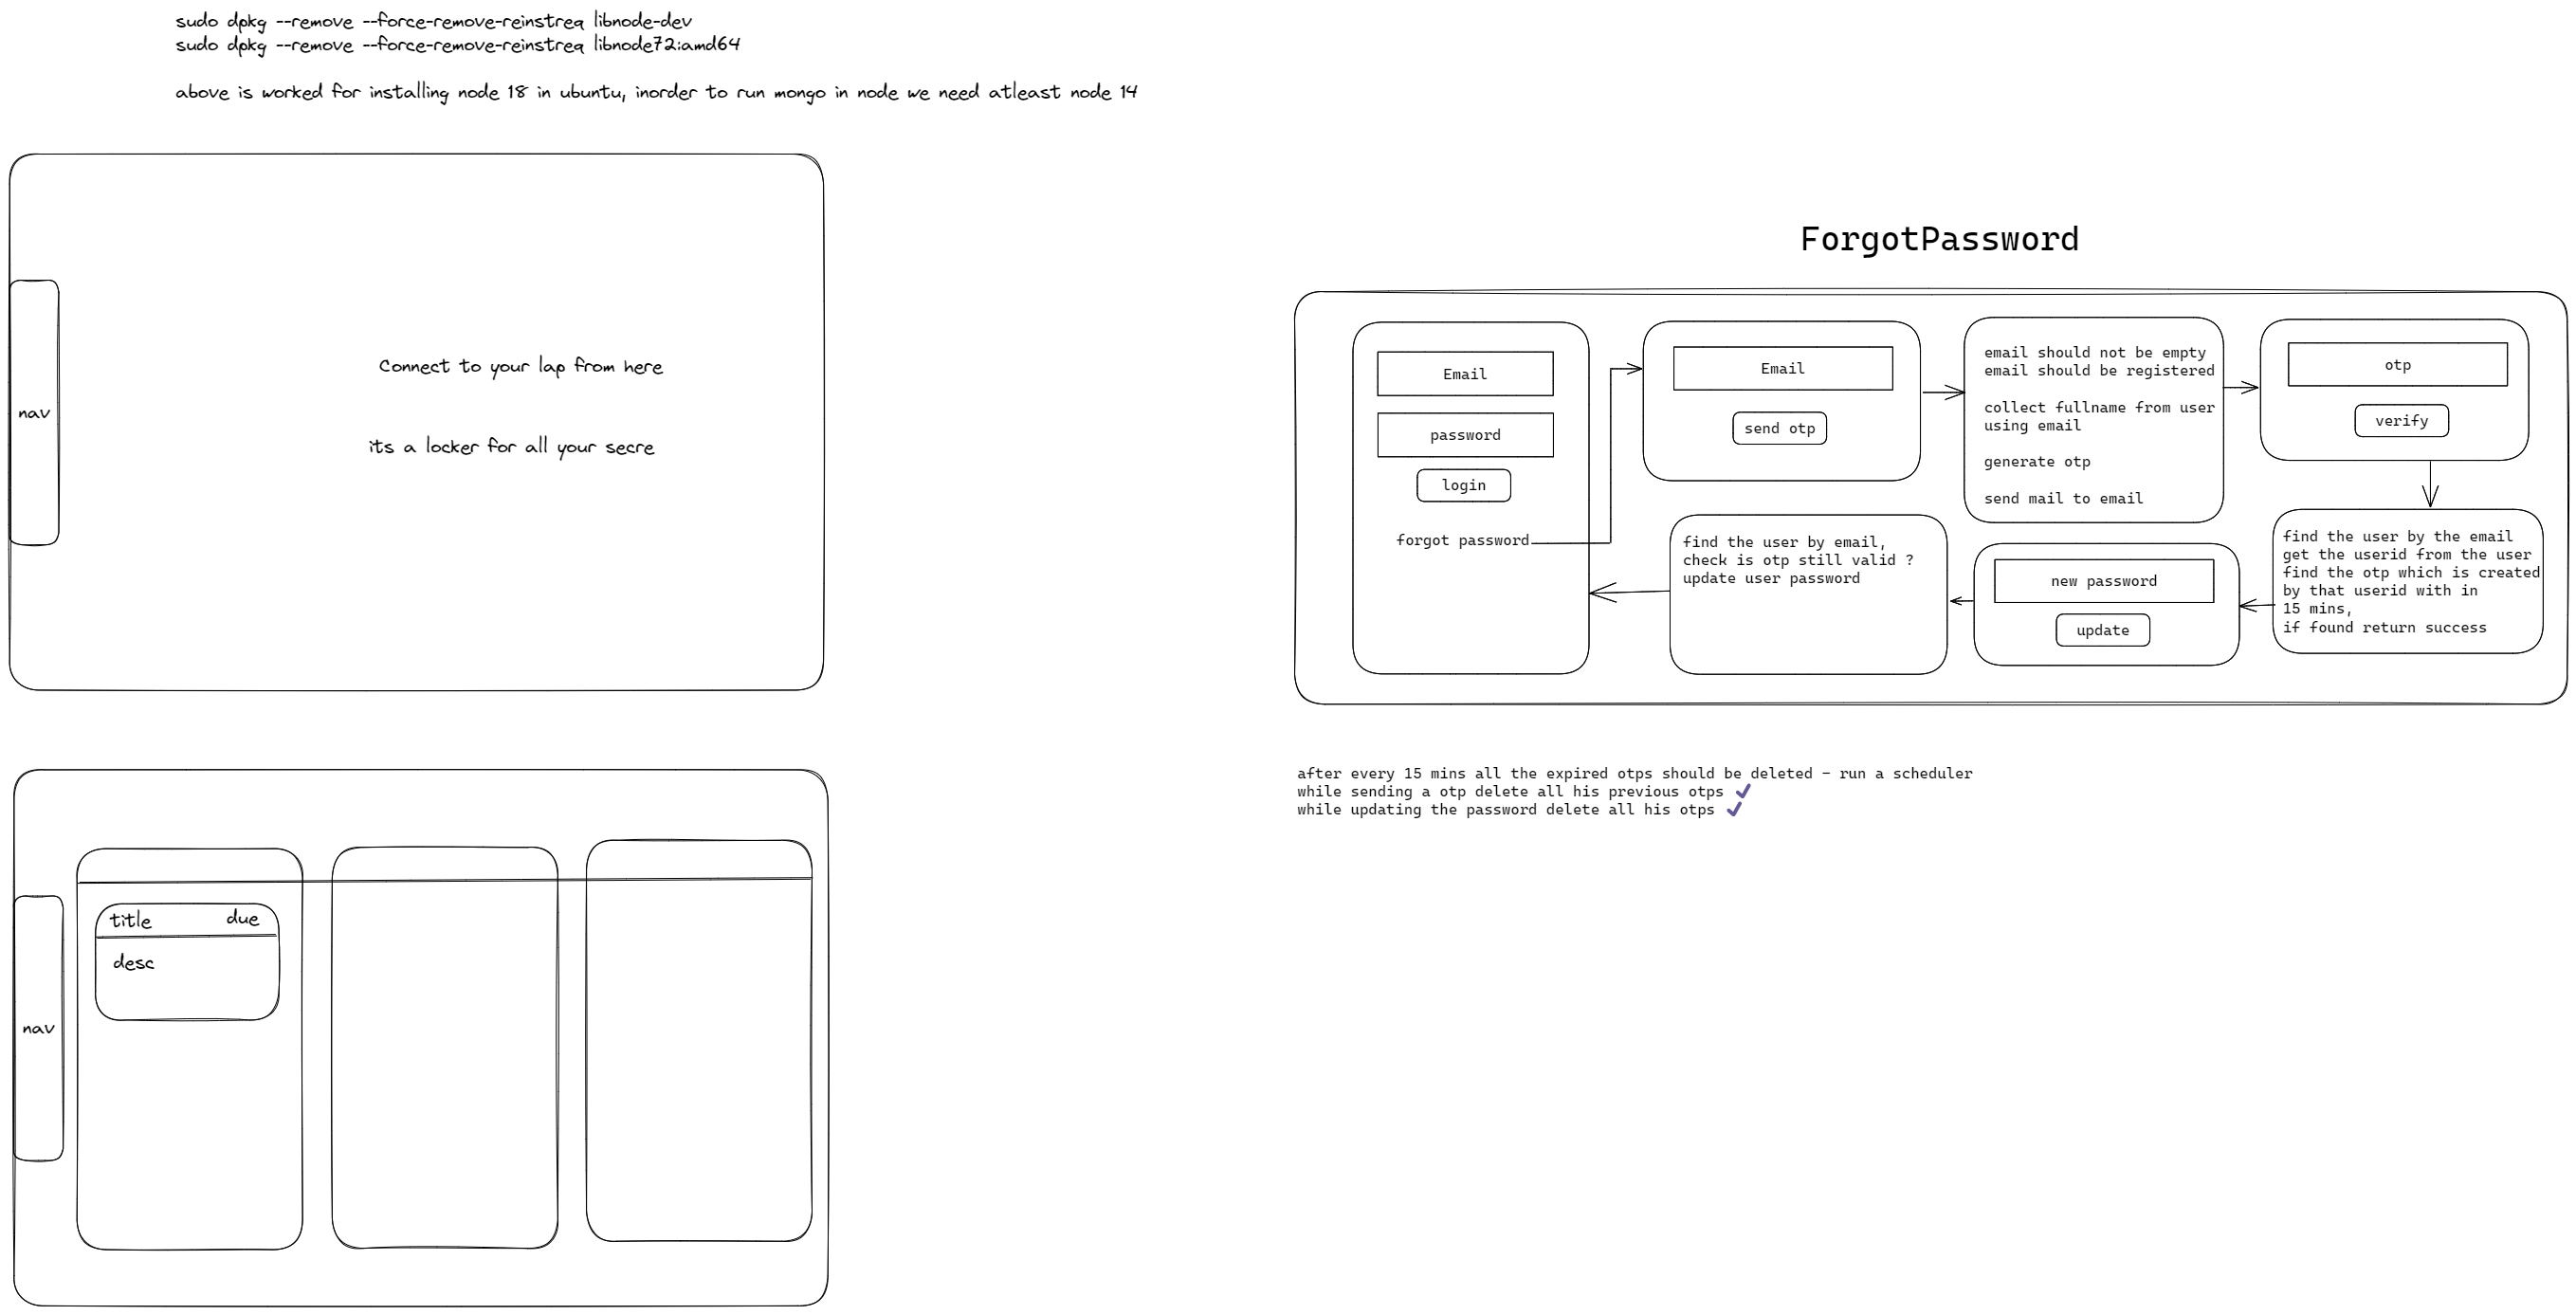 sudo dpkg --remove --force-remove-reinstreq libnode-dev
sudo dpkg --remove --force-remove-reinstreq libnode72:amd64
above is worked for installing node 18 in ubuntu, inorder to run mongo in node we need atleast node 14
nav
Connect to your lap from here
its a locker for all your secre
title due
desc
nav
ForgotPassword
Email
password
login
forgot password
Email
send otp
email should not be empty
email should be registered
collect fullname from user
using email
generate otp
send mail to email
otp
verify
find the user by the email
get the userid from the user
find the otp which is created
by that userid with in
15 mins,
if found return success
new password
update
find the user by email,
check is otp still valid ?
update user password
after every 15 mins all the expired otps should be deleted - run a scheduler
while sending a otp delete all his previous otps
while updating the password delete all his otps